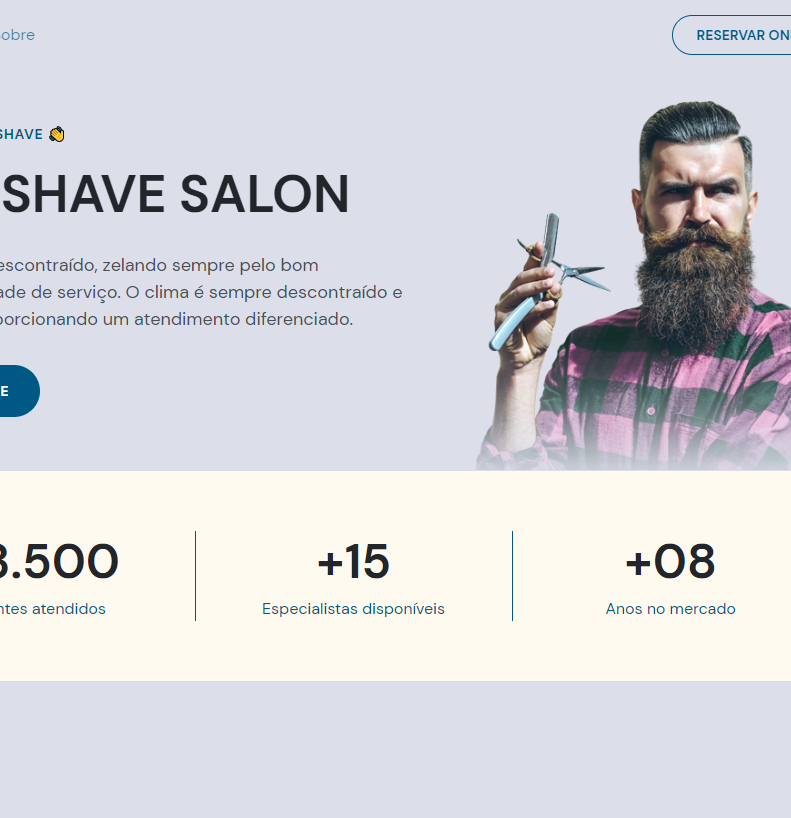 obre
RESERVAR ON
SHAVE
SHAVE SALON
escontraído, zelando sempre pelo bom
ade de serviço. O clima é sempre descontraído e
porcionando um atendimento diferenciado.
E
3.500
ntes atendidos
+15
Especialistas disponíveis
+08
Anos no mercado